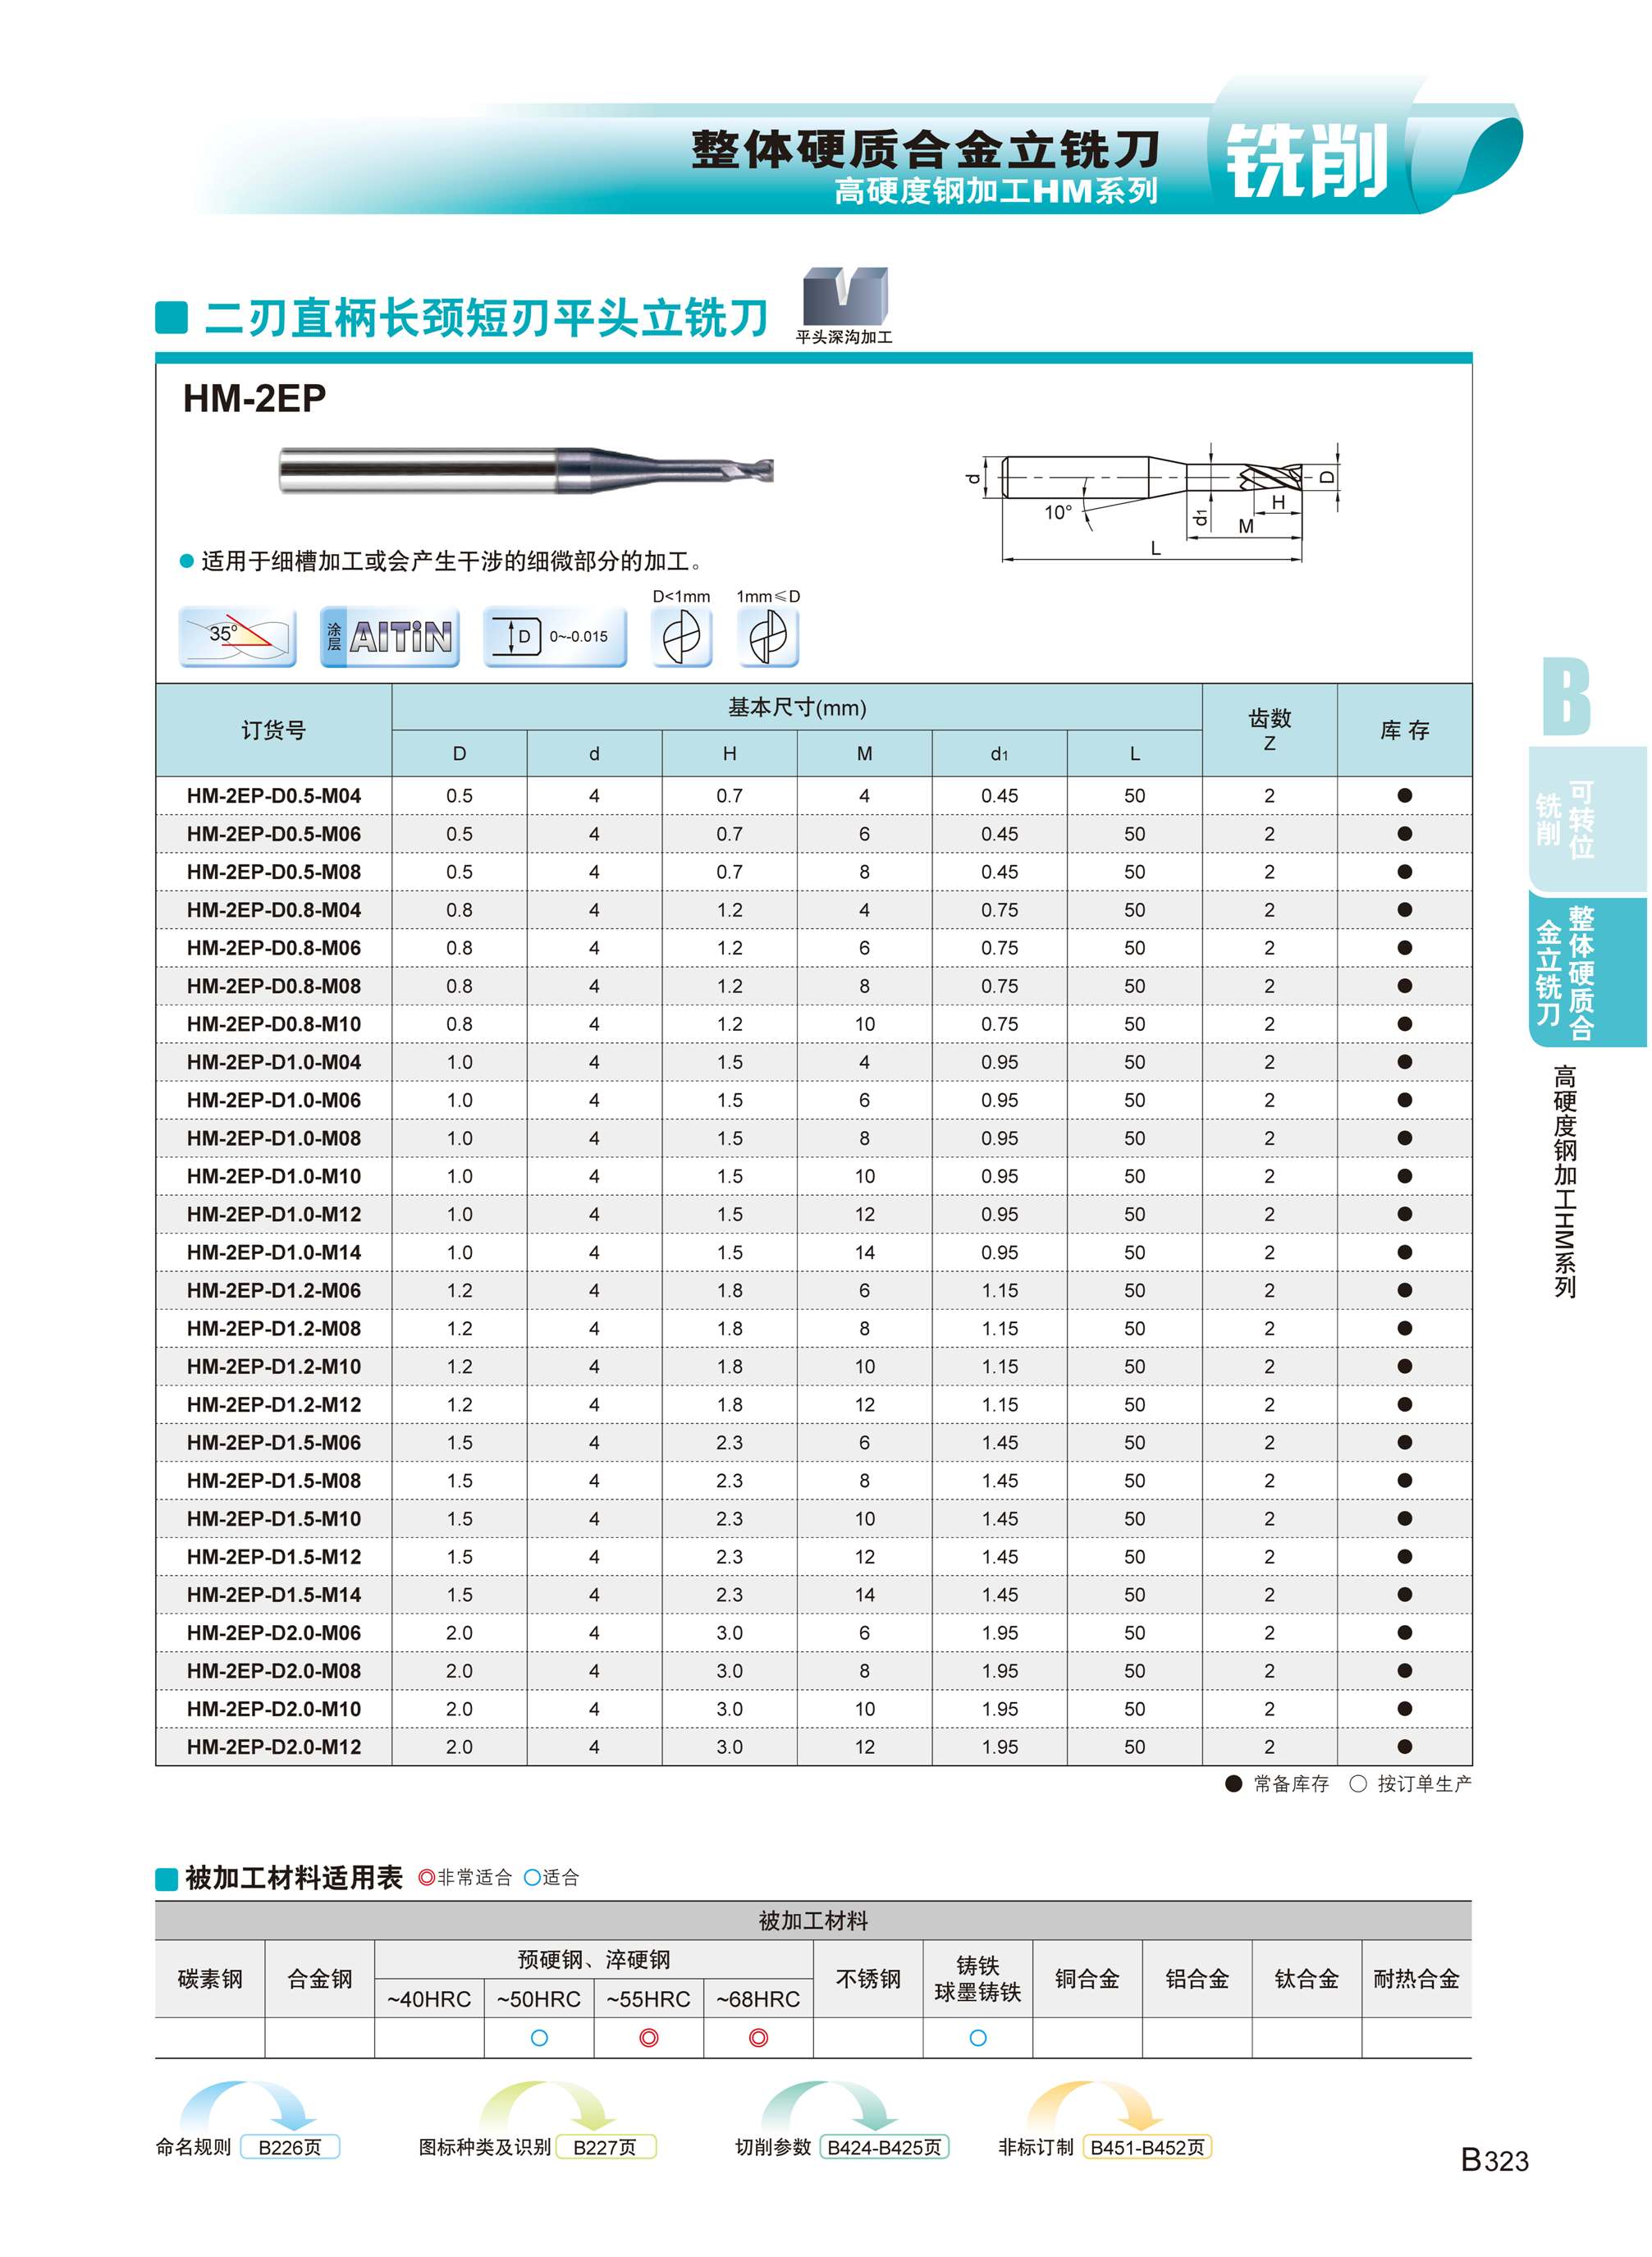 整体硬质合金立铣刀
高硬度钢加工HM系列
铣削
二刃直柄长颈短刃平头立铣刀
平头深沟加工
HM-2EP
d
10°
d1
H
M
L
D
适用于细槽加工或会产生干涉的细微部分的加工。
D<1mm 1mm≤D
35°
涂层 AlTiN
D 0~-0.015
订货号 基本尺寸(mm) 齿数 Z 库 存
D d H M d1 L
HM-2EP-D0.5-M04 0.5 4 0.7 4 0.45 50 2 ●
HM-2EP-D0.5-M06 0.5 4 0.7 6 0.45 50 2 ●
HM-2EP-D0.5-M08 0.5 4 0.7 8 0.45 50 2 ●
HM-2EP-D0.8-M04 0.8 4 1.2 4 0.75 50 2 ●
HM-2EP-D0.8-M06 0.8 4 1.2 6 0.75 50 2 ●
HM-2EP-D0.8-M08 0.8 4 1.2 8 0.75 50 2 ●
HM-2EP-D0.8-M10 0.8 4 1.2 10 0.75 50 2 ●
HM-2EP-D1.0-M04 1.0 4 1.5 4 0.95 50 2 ●
HM-2EP-D1.0-M06 1.0 4 1.5 6 0.95 50 2 ●
HM-2EP-D1.0-M08 1.0 4 1.5 8 0.95 50 2 ●
HM-2EP-D1.0-M10 1.0 4 1.5 10 0.95 50 2 ●
HM-2EP-D1.0-M12 1.0 4 1.5 12 0.95 50 2 ●
HM-2EP-D1.0-M14 1.0 4 1.5 14 0.95 50 2 ●
HM-2EP-D1.2-M06 1.2 4 1.8 6 1.15 50 2 ●
HM-2EP-D1.2-M08 1.2 4 1.8 8 1.15 50 2 ●
HM-2EP-D1.2-M10 1.2 4 1.8 10 1.15 50 2 ●
HM-2EP-D1.2-M12 1.2 4 1.8 12 1.15 50 2 ●
HM-2EP-D1.5-M06 1.5 4 2.3 6 1.45 50 2 ●
HM-2EP-D1.5-M08 1.5 4 2.3 8 1.45 50 2 ●
HM-2EP-D1.5-M10 1.5 4 2.3 10 1.45 50 2 ●
HM-2EP-D1.5-M12 1.5 4 2.3 12 1.45 50 2 ●
HM-2EP-D1.5-M14 1.5 4 2.3 14 1.45 50 2 ●
HM-2EP-D2.0-M06 2.0 4 3.0 6 1.95 50 2 ●
HM-2EP-D2.0-M08 2.0 4 3.0 8 1.95 50 2 ●
HM-2EP-D2.0-M10 2.0 4 3.0 10 1.95 50 2 ●
HM-2EP-D2.0-M12 2.0 4 3.0 12 1.95 50 2 ●
● 常备库存 ○ 按订单生产
被加工材料适用表 ◎非常适合 ○适合
被加工材料
碳素钢 合金钢 预硬钢、淬硬钢 不锈钢 铸铁 球墨铸铁 铜合金 铝合金 钛合金 耐热合金
~40HRC ~50HRC ~55HRC ~68HRC
○ ◎ ◎ ○
命名规则 B226页 图标种类及识别 B227页 切削参数 B424-B425页 非标订制 B451-B452页
B323
B
可转位
铣削
整体硬质合
金立铣刀
高硬度钢加工HM系列